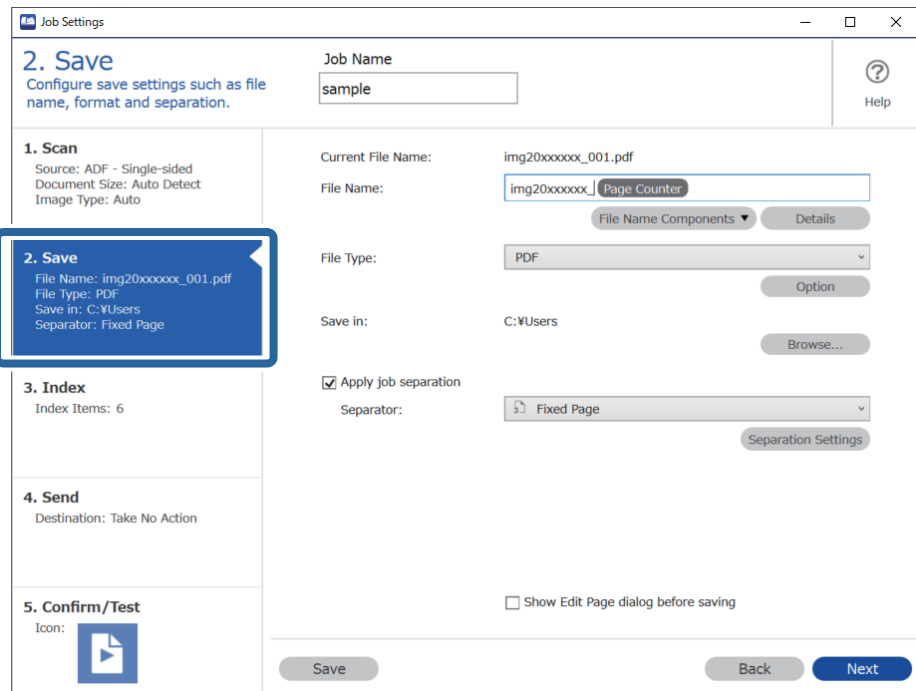 Job Settings
2. Save
Configure save settings such as file
name, format and separation.
Job Name
sample
Help
1. Scan
Source: ADF - Single-sided
Document Size: Auto Detect
Image Type: Auto
2. Save
File Name: img20xxxxxx_001.pdf
File Type: PDF
Save in: C:¥Users
Separator: Fixed Page
3. Index
Index Items: 6
4. Send
Destination: Take No Action
5. Confirm/Test
Icon:
Current File Name: img20xxxxxx_001.pdf
File Name: img20xxxxxx_ Page Counter
File Name Components ▼ Details
File Type: PDF
Option
Save in: C:¥Users
Browse...
Apply job separation
Separator: Fixed Page
Separation Settings
Show Edit Page dialog before saving
Save Back Next